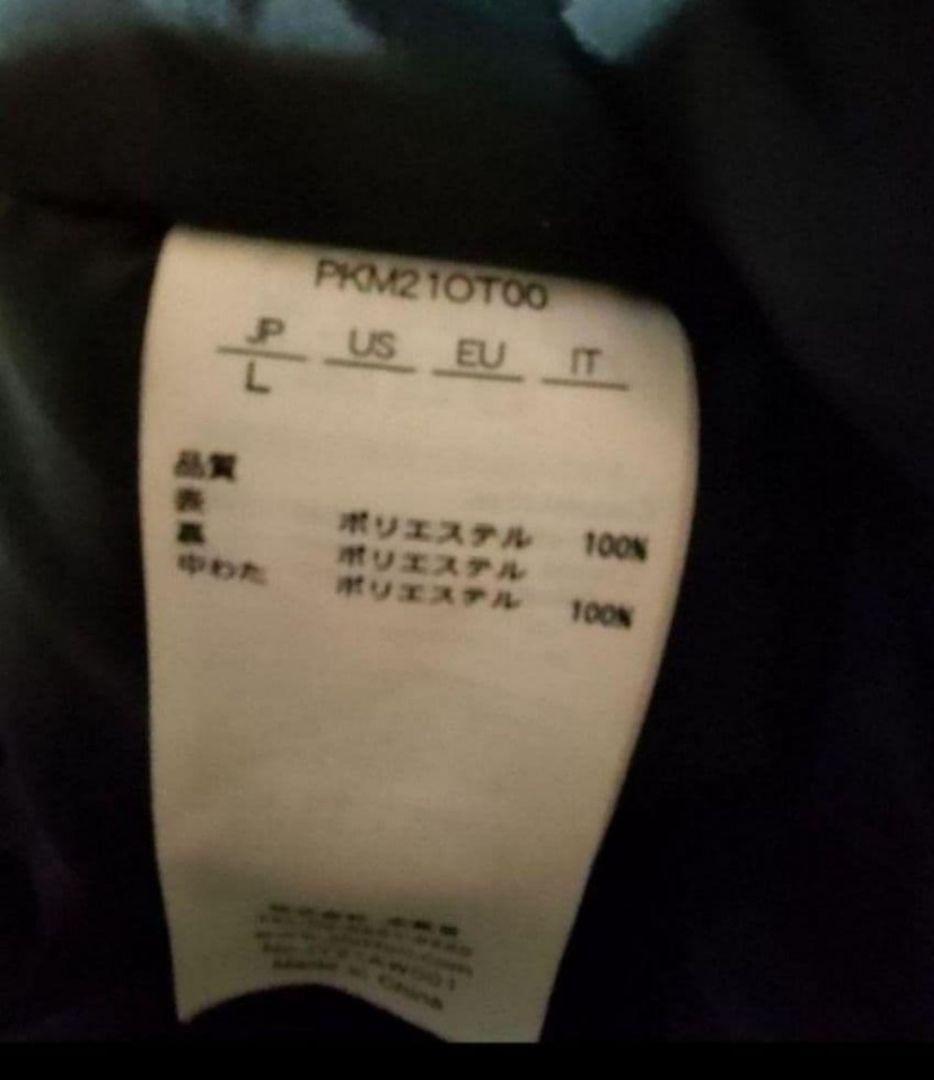 PKM21OT00
JP US EU IT
L
品質
表 ポリエステル 100%
裏 ポリエステル
中わた ポリエステル 100%
Made in China